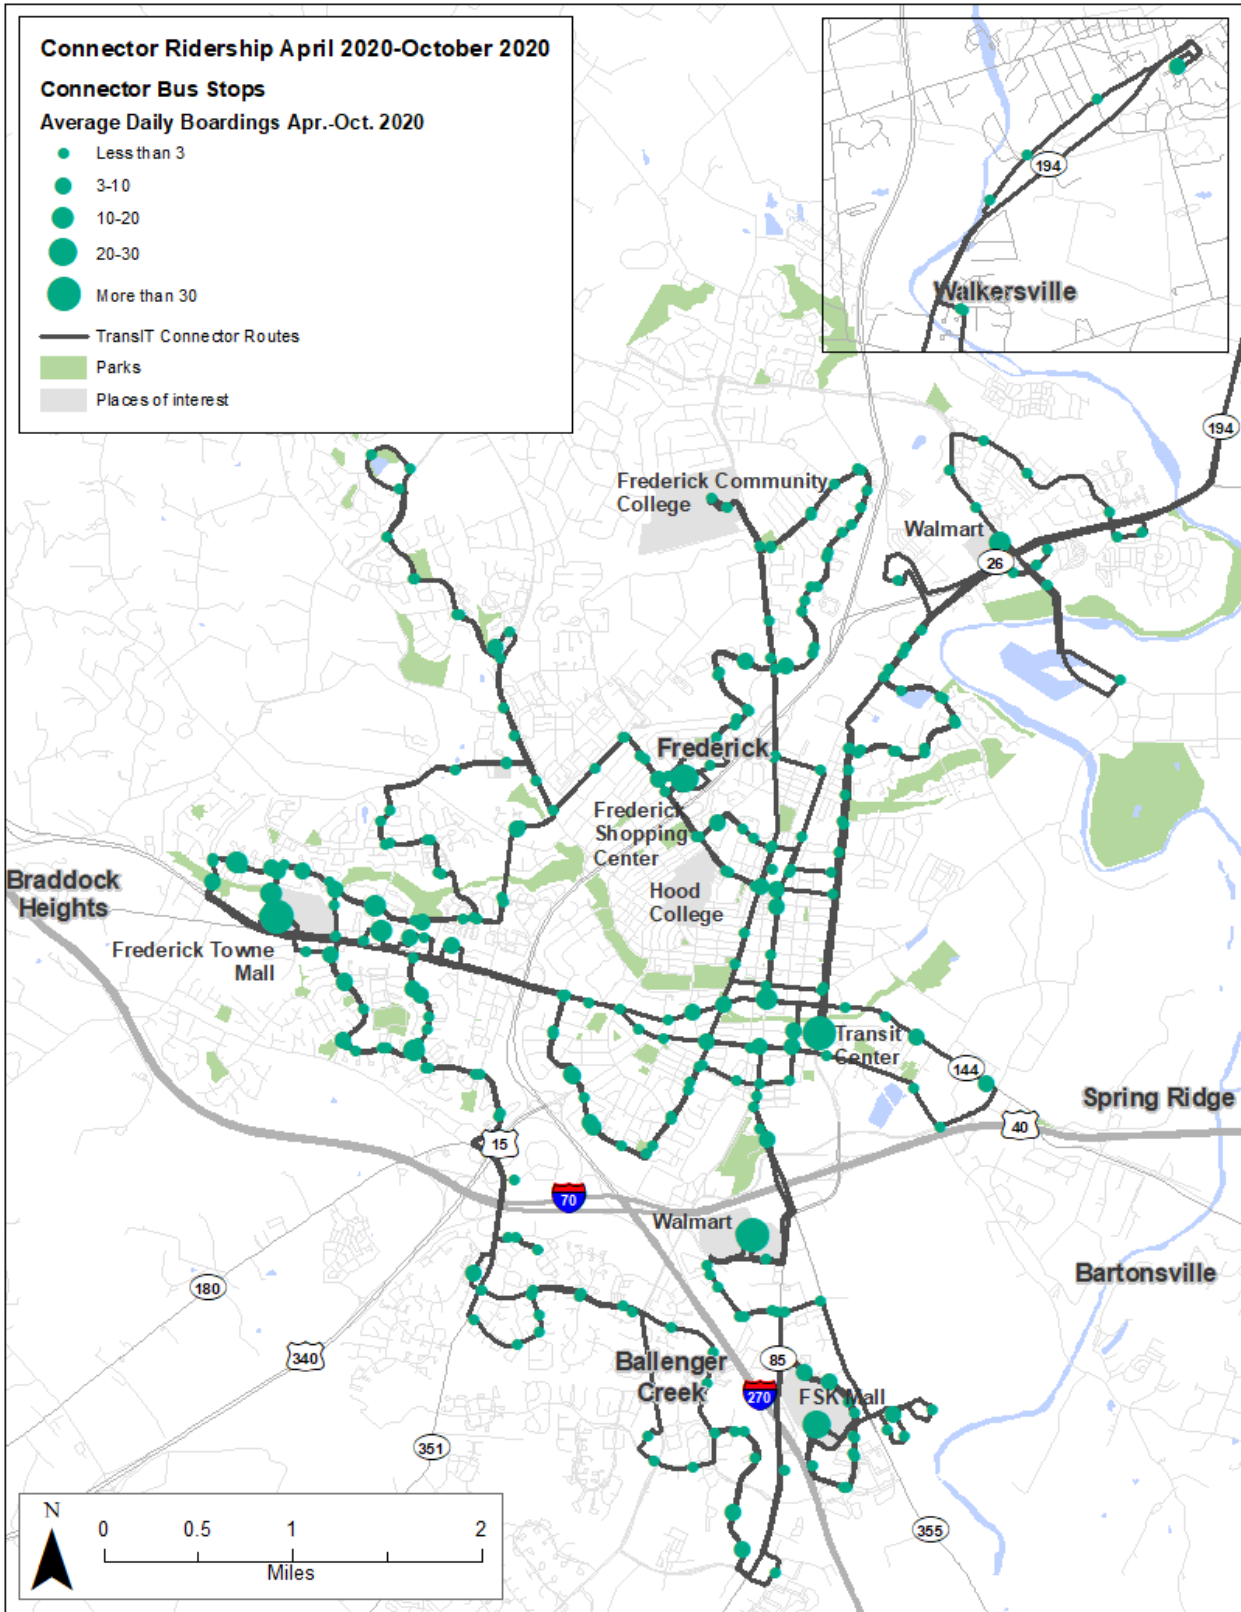 Connector Ridership April 2020-October 2020
Connector Bus Stops
Average Daily Boardings Apr.-Oct. 2020
Less than 3
3-10
10-20
20-30
More than 30
TransIT Connector Routes
Parks
Places of interest
194
Walkersville
194
Frederick Community
College
Walmart
26
Frederick
Frederick
Shopping
Center
Hood
College
Braddock
Heights
Frederick Towne
Mall
Transit
Center
144
Spring Ridge
40
15
70
Walmart
Bartonsville
180
340
85
Ballenger
Creek
270
FSK Mall
351
355
N
0 0.5 1 2
Miles